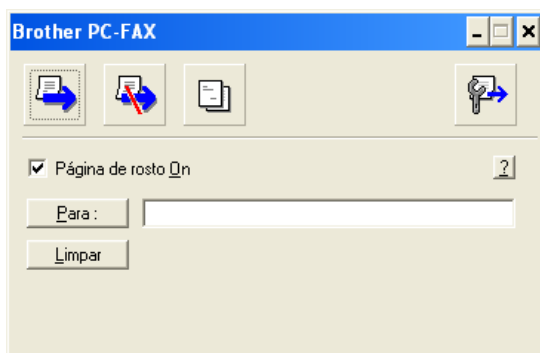 Brother PC-FAX
Página de rosto On
?
Para :
Limpar